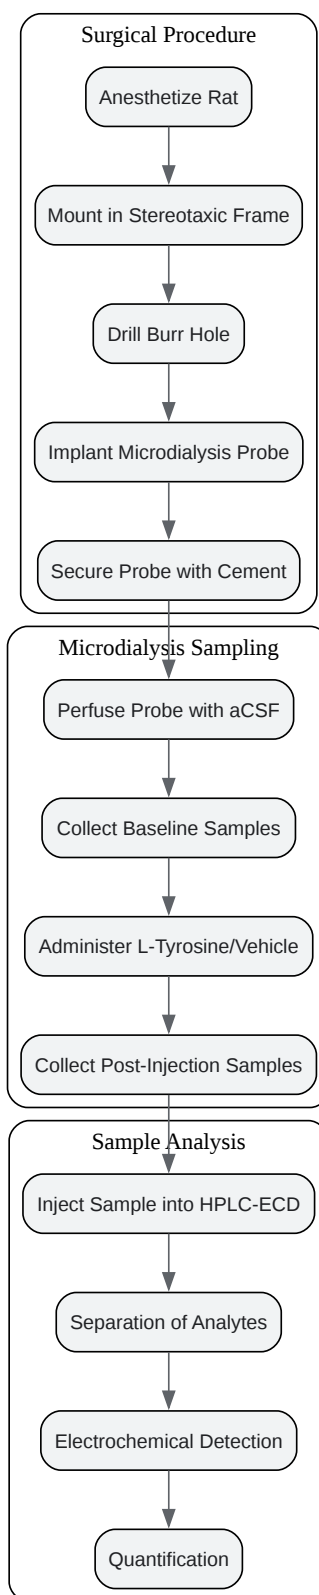 Surgical Procedure
Anesthetize Rat
Mount in Stereotaxic Frame
Drill Burr Hole
Implant Microdialysis Probe
Secure Probe with Cement
Microdialysis Sampling
Perfuse Probe with aCSF
Collect Baseline Samples
Administer L-Tyrosine/Vehicle
Collect Post-Injection Samples
Sample Analysis
Inject Sample into HPLC-ECD
Separation of Analytes
Electrochemical Detection
Quantification